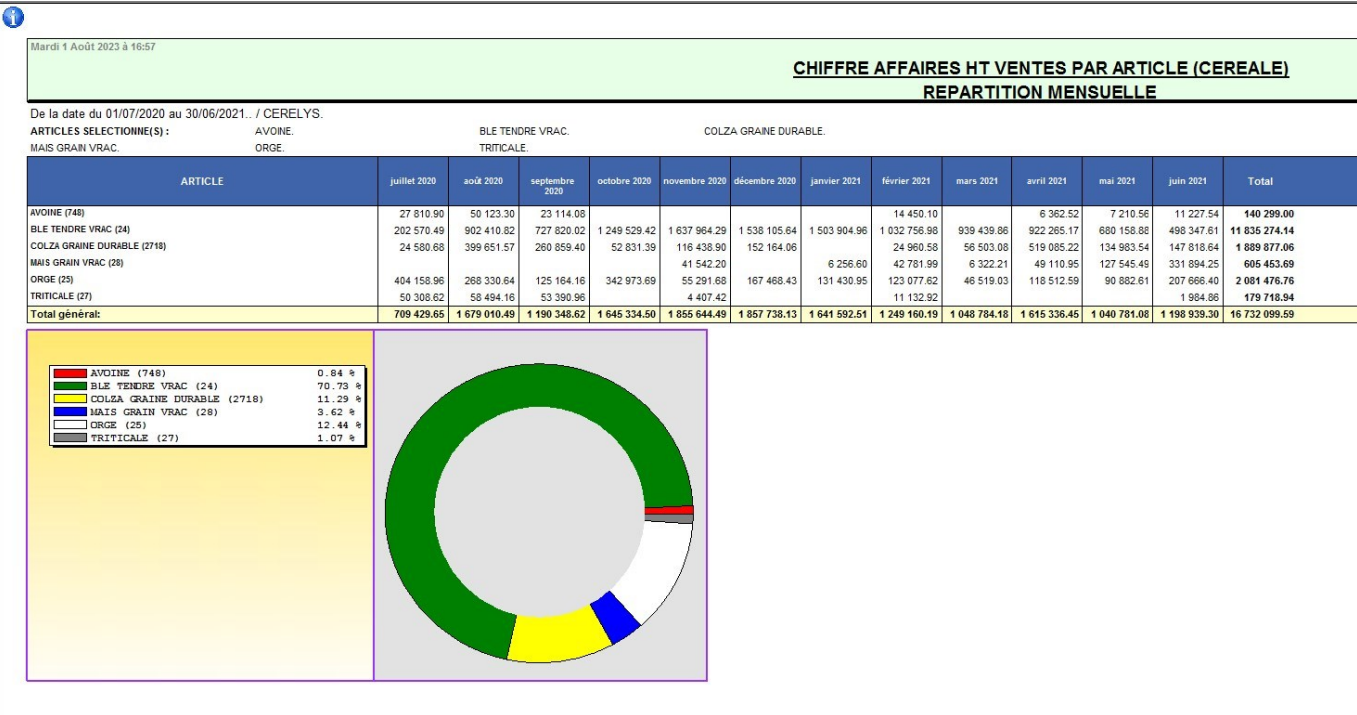 Mardi 1 Août 2023 à 16:57
CHIFFRE AFFAIRES HT VENTES PAR ARTICLE (CEREALE)
REPARTITION MENSUELLE
De la date du 01/07/2020 au 30/06/2021.. / CERELYS.
ARTICLES SELECTIONNE(S) : AVOINE. BLE TENDRE VRAC. COLZA GRAINE DURABLE.
MAIS GRAIN VRAC. ORGE. TRITICALE.
ARTICLE juillet 2020 août 2020 septembre 2020 octobre 2020 novembre 2020 décembre 2020 janvier 2021 février 2021 mars 2021 avril 2021 mai 2021 juin 2021 Total
AVOINE (748) 27 810.90 50 123.30 23 114.08 14 450.10 6 362.52 7 210.56 11 227.54 140 299.00
BLE TENDRE VRAC (24) 202 570.49 902 410.82 727 820.02 1 249 529.42 1 637 964.29 1 538 105.64 1 503 904.96 1 032 756.98 939 439.86 922 265.17 680 158.88 498 347.61 11 835 274.14
COLZA GRAINE DURABLE (2718) 24 580.68 399 651.57 260 859.40 52 831.39 116 438.90 152 164.06 24 960.58 56 503.08 519 085.22 134 983.54 147 818.64 1 889 877.06
MAIS GRAIN VRAC (28) 41 542.20 6 256.60 42 781.99 6 322.21 49 110.95 127 545.49 331 894.25 605 453.69
ORGE (25) 404 158.96 268 330.64 125 164.16 342 973.69 55 291.68 167 468.43 131 430.95 123 077.62 46 519.03 118 512.59 90 882.61 207 666.40 2 081 476.76
TRITICALE (27) 50 308.62 58 494.16 53 390.96 4 407.42 11 132.92 1 984.86 179 718.94
Total général: 709 429.65 1 679 010.49 1 190 348.62 1 645 334.50 1 855 644.49 1 857 738.13 1 641 592.51 1 249 160.19 1 048 784.18 1 615 336.45 1 040 781.08 1 198 939.30 16 732 099.59
AVOINE (748) 0.84 %
BLE TENDRE VRAC (24) 70.73 %
COLZA GRAINE DURABLE (2718) 11.29 %
MAIS GRAIN VRAC (28) 3.62 %
ORGE (25) 12.44 %
TRITICALE (27) 1.07 %